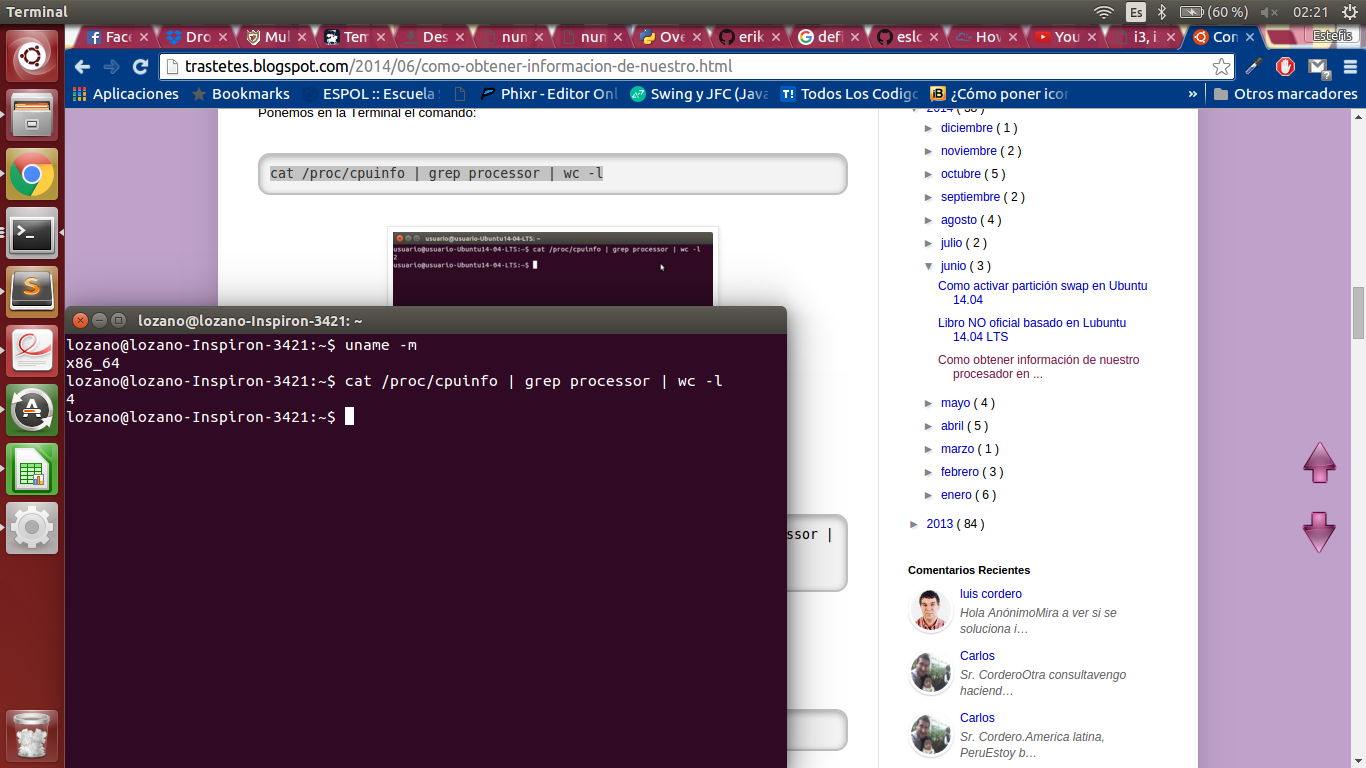 Terminal
Es
(60 %)
02:21
Face
Dro
Mul
Tem
Des
num
num
Ove
erik
defi
eslo
How
You
i3, i
Con
Estefis
trastetes.blogspot.com/2014/06/como-obtener-informacion-de-nuestro.html
Aplicaciones
Bookmarks
ESPOL :: Escuela
Phixr - Editor Onl
Swing y JFC (Java
Todos Los Codigo
¿Cómo poner icon
»
Otros marcadores
Ponemos en la Terminal el comando:
cat /proc/cpuinfo | grep processor | wc -l
usuario@usuario-Ubuntu14-04-LTS: ~
usuario@usuario-Ubuntu14-04-LTS:~$ cat /proc/cpuinfo | grep processor | wc -l
2
usuario@usuario-Ubuntu14-04-LTS:~$
lozano@lozano-Inspiron-3421: ~
lozano@lozano-Inspiron-3421:~$ uname -m
x86_64
lozano@lozano-Inspiron-3421:~$ cat /proc/cpuinfo | grep processor | wc -l
4
lozano@lozano-Inspiron-3421:~$
ssor |
2014 ( 38 )
diciembre ( 1 )
noviembre ( 2 )
octubre ( 5 )
septiembre ( 2 )
agosto ( 4 )
julio ( 2 )
junio ( 3 )
Como activar partición swap en Ubuntu
14.04
Libro NO oficial basado en Lubuntu
14.04 LTS
Como obtener información de nuestro
procesador en ...
mayo ( 4 )
abril ( 5 )
marzo ( 1 )
febrero ( 3 )
enero ( 6 )
2013 ( 84 )
Comentarios Recientes
luis cordero
Hola AnónimoMira a ver si se
soluciona i…
Carlos
Sr. CorderoOtra consultavengo
haciend…
Carlos
Sr. Cordero.America latina,
PeruEstoy b…